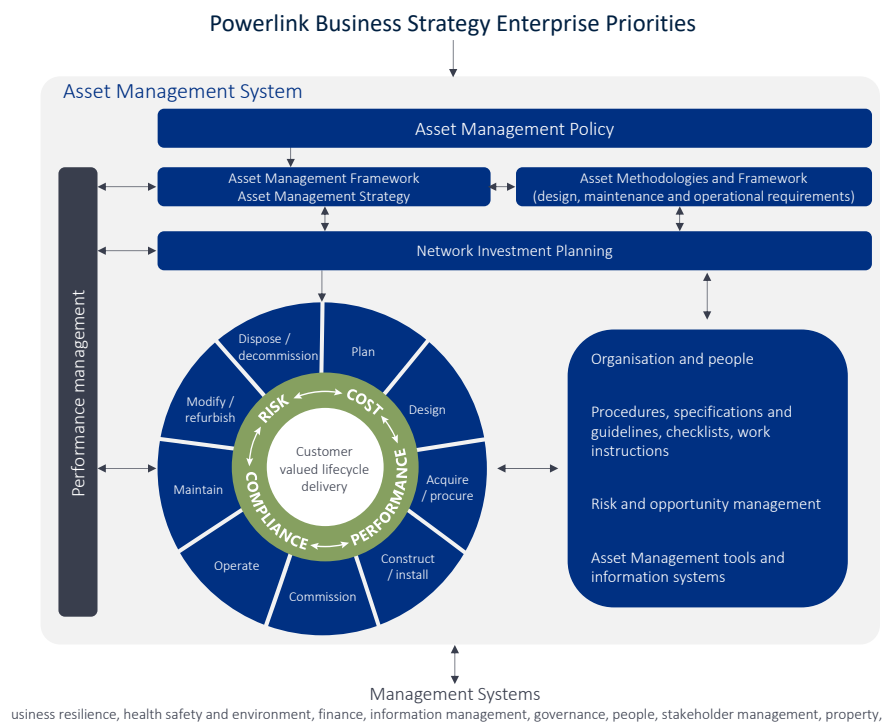 Powerlink Business Strategy Enterprise Priorities
Asset Management System
Asset Management Policy
Asset Management Framework
Asset Management Strategy
Asset Methodologies and Framework
(design, maintenance and operational requirements)
Network Investment Planning
Performance management
Dispose /
decommission
Plan
Modify /
refurbish
Design
Maintain
Acquire
/ procure
Operate
Construct
/ install
Commission
RISK
COST
COMPLIANCE
PERFORMANCE
Customer
valued lifecycle
delivery
Organisation and people
Procedures, specifications and
guidelines, checklists, work
instructions
Risk and opportunity management
Asset Management tools and
information systems
Management Systems
usiness resilience, health safety and environment, finance, information management, governance, people, stakeholder management, property,